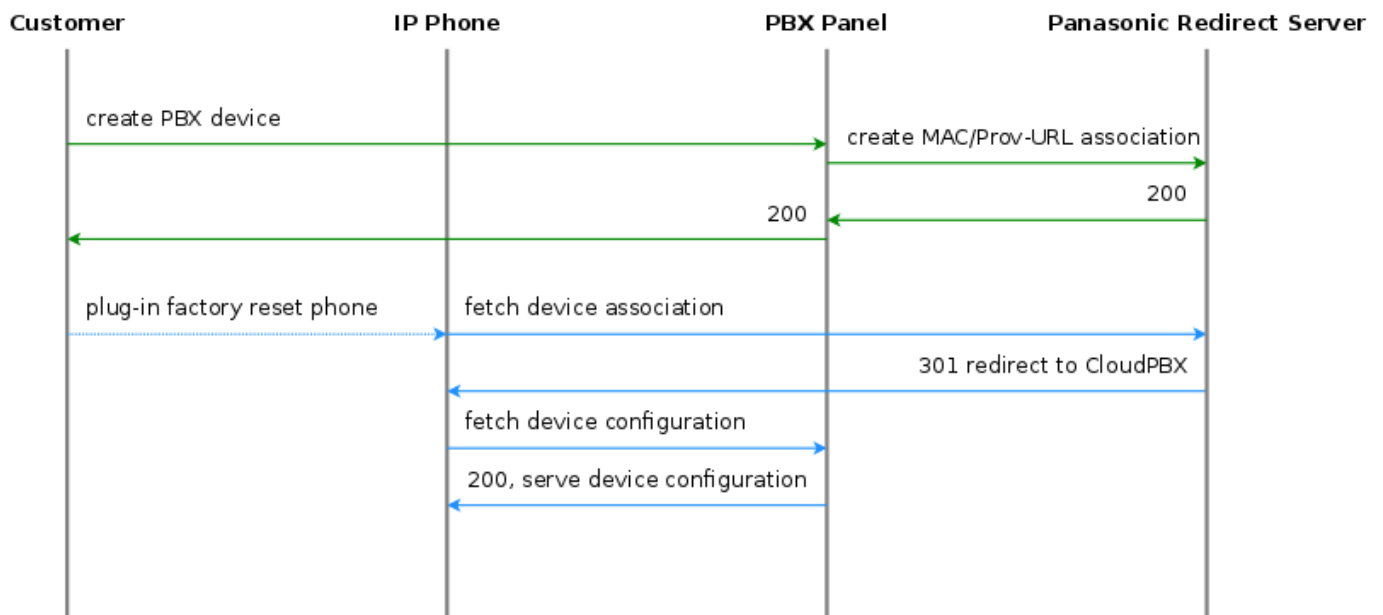 Customer
IP Phone
PBX Panel
Panasonic Redirect Server
create PBX device
create MAC/Prov-URL association
200
200
plug-in factory reset phone
fetch device association
301 redirect to CloudPBX
fetch device configuration
200, serve device configuration